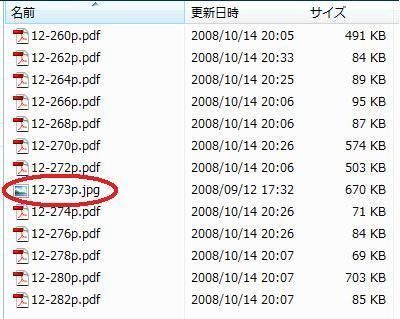 名前 更新日時 サイズ
12-260p.pdf 2008/10/14 20:05 491 KB
12-262p.pdf 2008/10/14 20:33 84 KB
12-264p.pdf 2008/10/14 20:25 89 KB
12-266p.pdf 2008/10/14 20:06 95 KB
12-268p.pdf 2008/10/14 20:06 87 KB
12-270p.pdf 2008/10/14 20:26 574 KB
12-272p.pdf 2008/10/14 20:06 503 KB
12-273p.jpg 2008/09/12 17:32 670 KB
12-274p.pdf 2008/10/14 20:26 71 KB
12-276p.pdf 2008/10/14 20:26 84 KB
12-278p.pdf 2008/10/14 20:07 69 KB
12-280p.pdf 2008/10/14 20:07 703 KB
12-282p.pdf 2008/10/14 20:07 85 KB